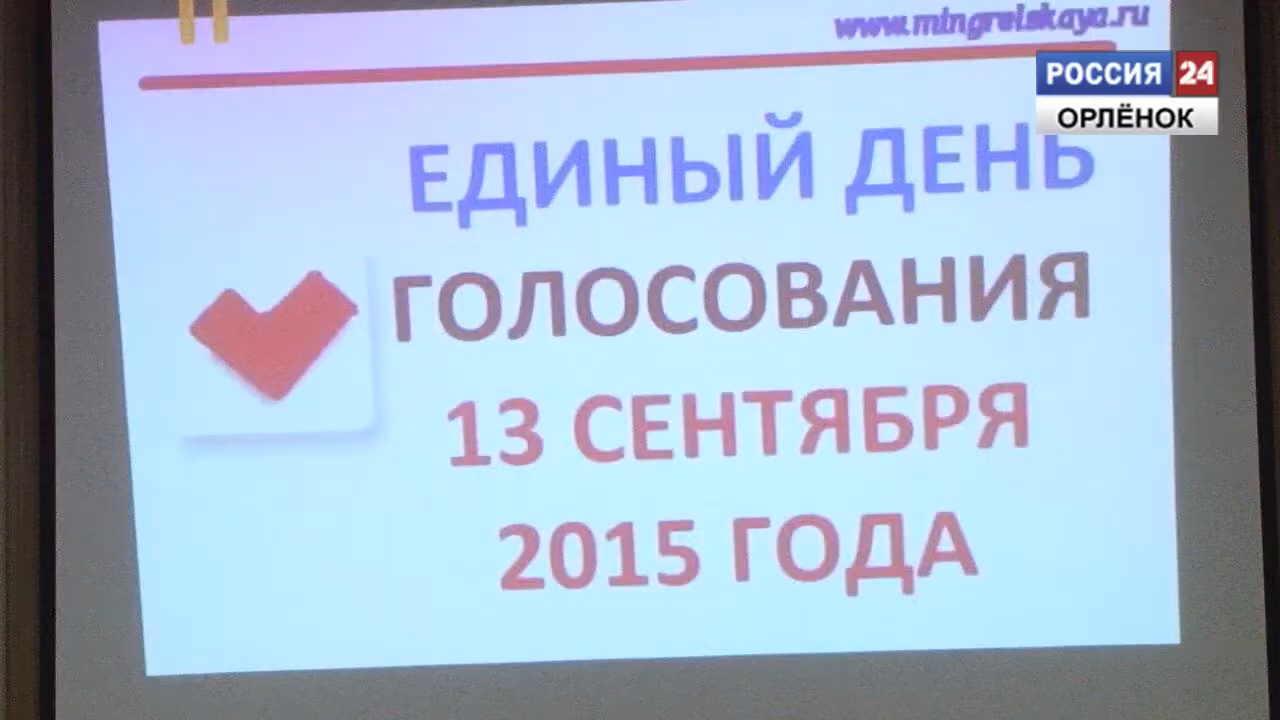 www.mingrelskaya.ru
РОССИЯ 24
ОРЛЁНОК
ЕДИНЫЙ ДЕНЬ
ГОЛОСОВАНИЯ
13 СЕНТЯБРЯ
2015 ГОДА